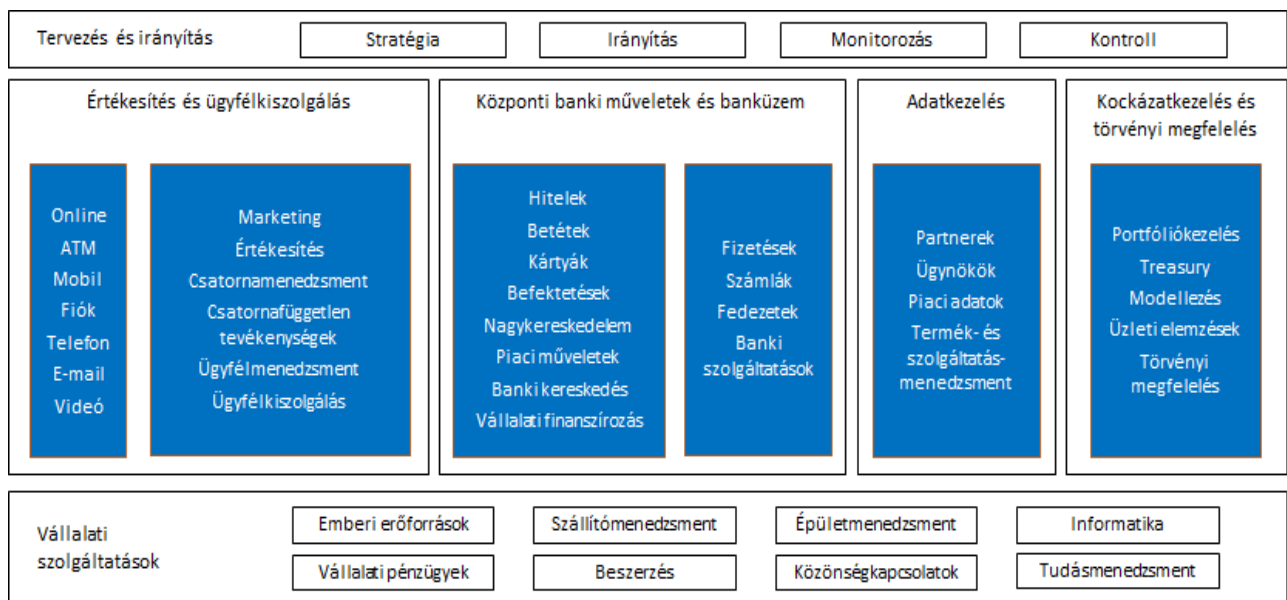 Tervezés és irányítás
Stratégia
Irányítás
Monitorozás
Kontroll
Értékesítés és ügyfélkiszolgálás
Online
ATM
Mobil
Fiók
Telefon
E-mail
Videó
Marketing
Értékesítés
Csatornamenedzsment
Csatornafüggetlen
tevékenységek
Ügyfélmenedzsment
Ügyfélkiszolgálás
Központi banki műveletek és banküzem
Hitelek
Betétek
Kártyák
Befektetések
Nagykereskedelem
Piaci műveletek
Banki kereskedés
Vállalati finanszírozás
Fizetések
Számlák
Fedezetek
Banki
szolgáltatások
Adatkezelés
Partnerek
Ügynökök
Piaci adatok
Termék- és
szolgáltatás-
menedzsment
Kockázatkezelés és
törvényi megfelelés
Portfóliókezelés
Treasury
Modellezés
Üzleti elemzések
Törvényi
megfelelés
Vállalati
szolgáltatások
Emberi erőforrások
Szállítómenedzsment
Épületmenedzsment
Informatika
Vállalati pénzügyek
Beszerzés
Közönségkapcsolatok
Tudásmenedzsment